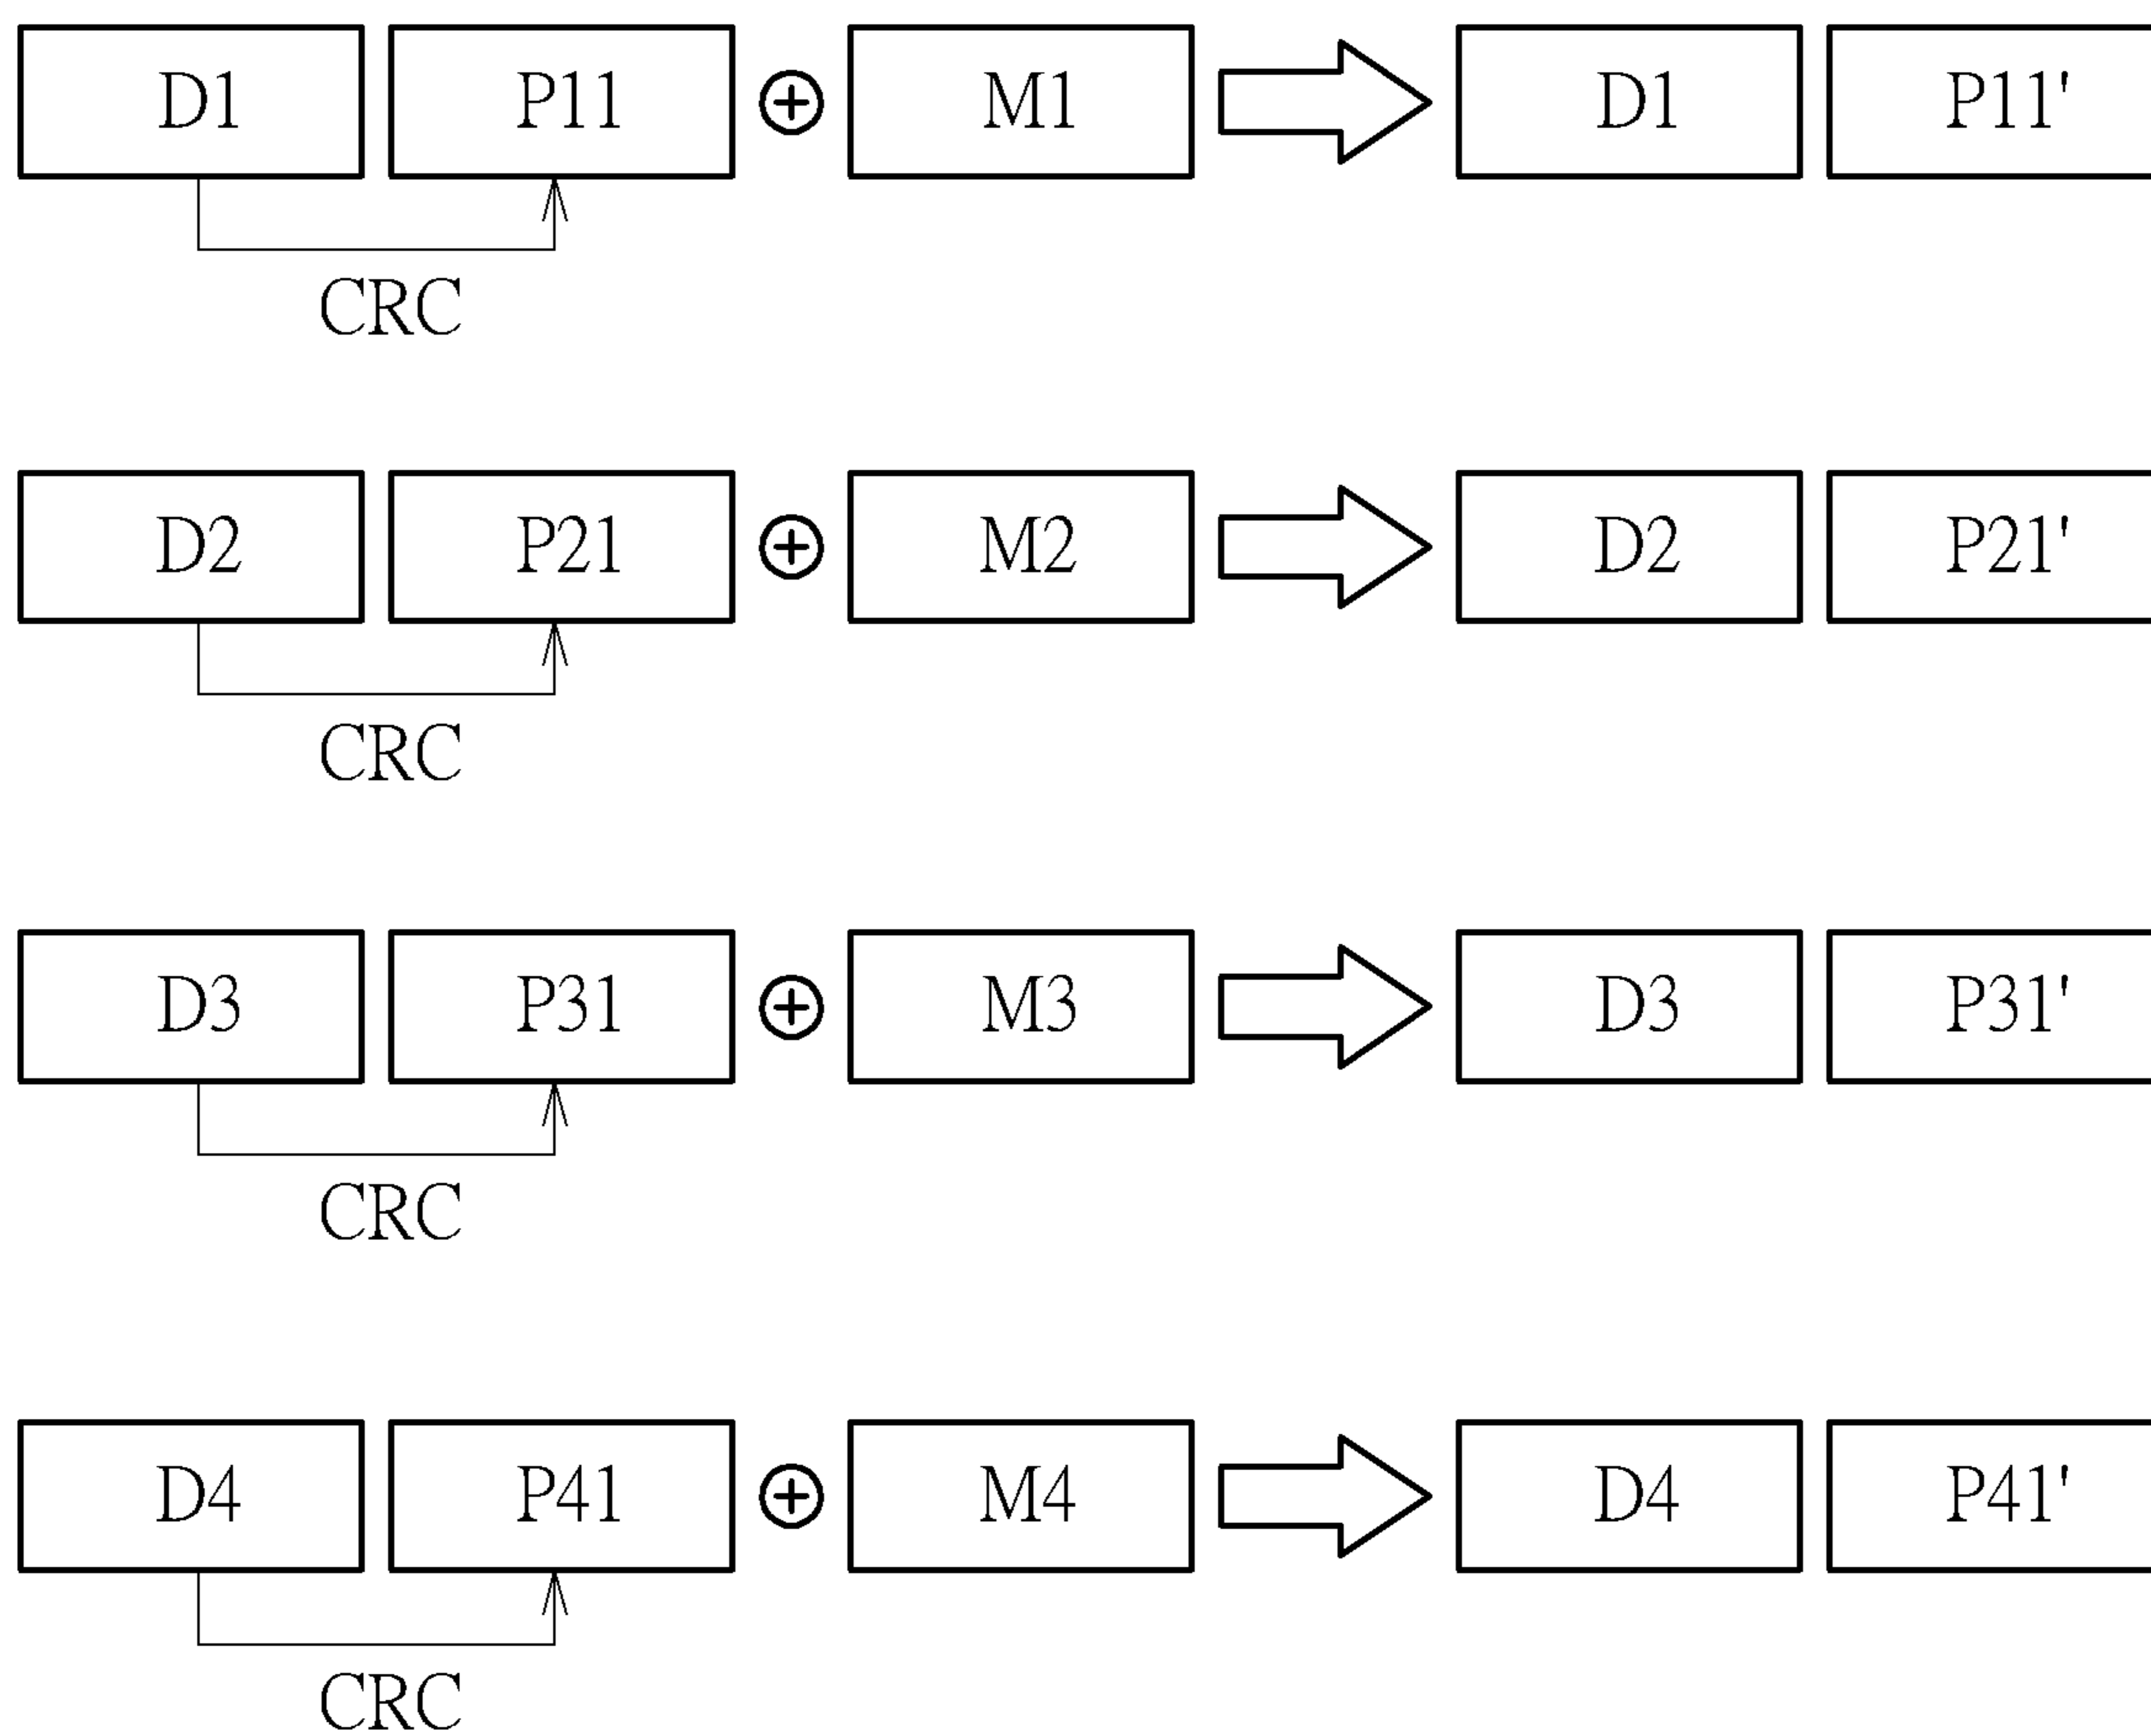 D1 P11 ⊕ M1 D1 P11'
CRC
D2 P21 ⊕ M2 D2 P21'
CRC
D3 P31 ⊕ M3 D3 P31'
CRC
D4 P41 ⊕ M4 D4 P41'
CRC